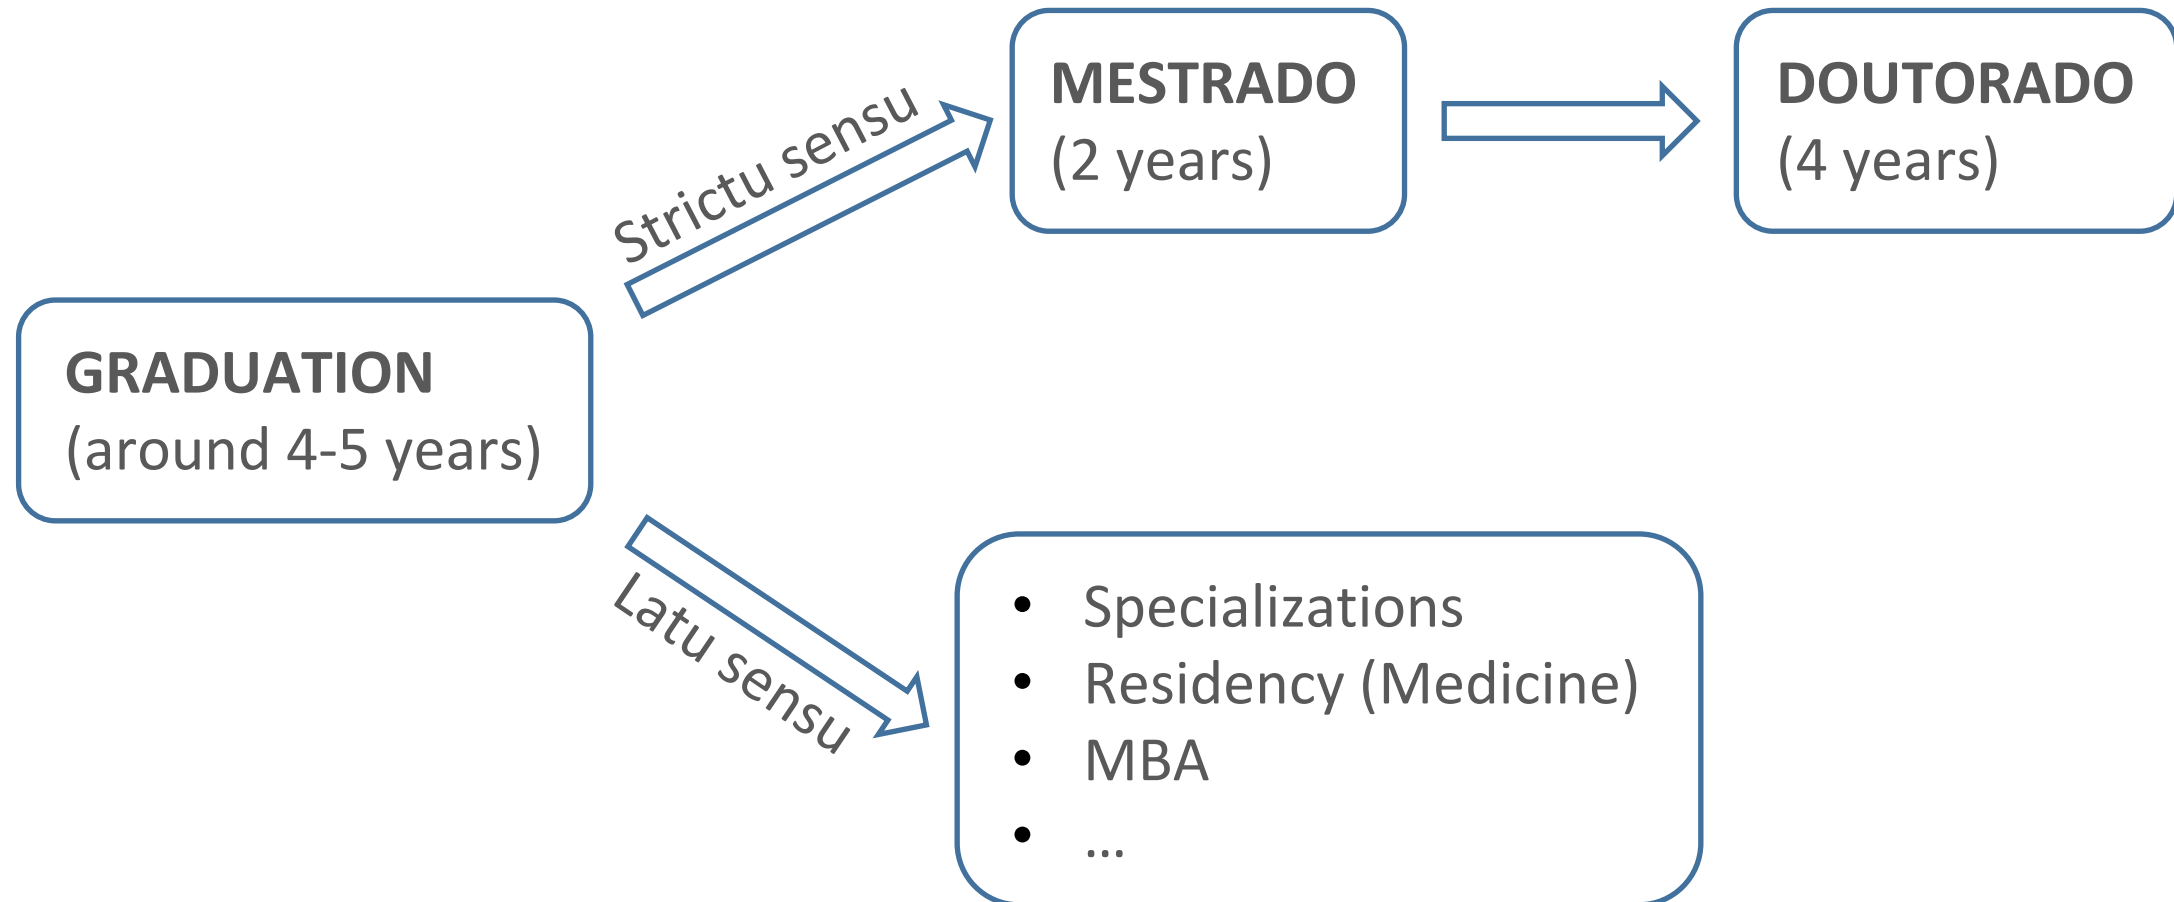 GRADUATION
(around 4-5 years)
Strictu sensu
MESTRADO
(2 years)
DOUTORADO
(4 years)
Latu sensu
• Specializations
• Residency (Medicine)
• MBA
• ...